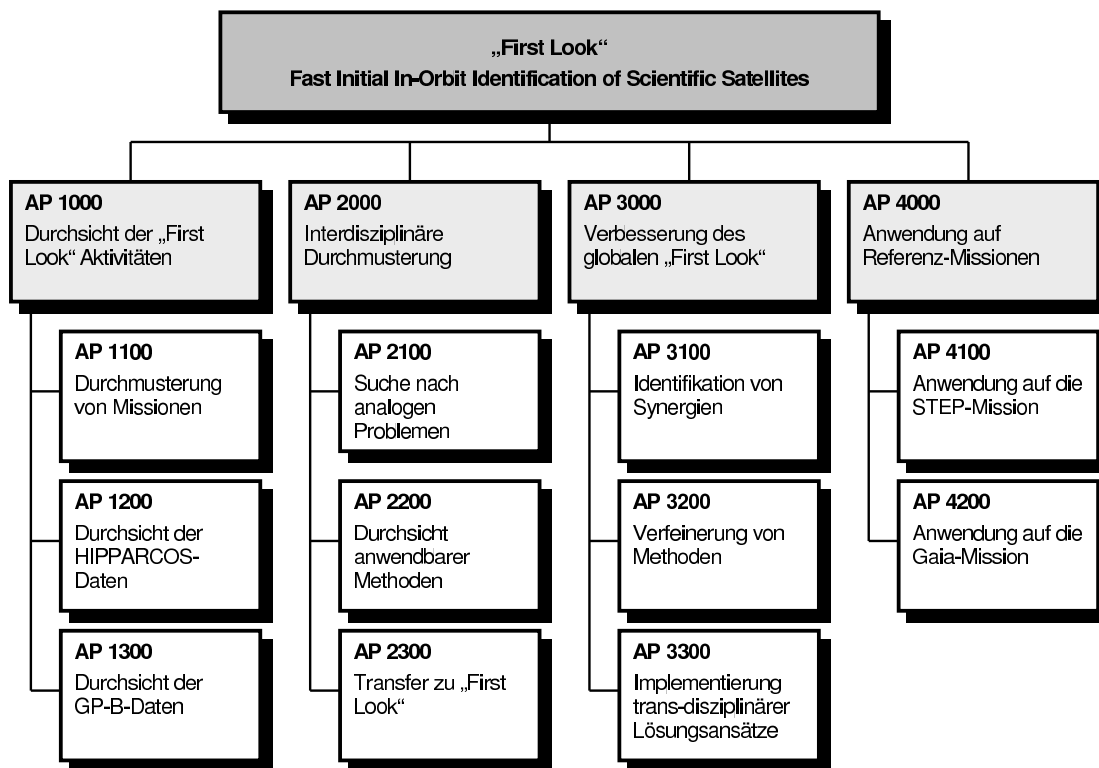 „First Look“
Fast Initial In-Orbit Identification of Scientific Satellites
AP 1000
Durchsicht der „First
Look“ Aktivitäten
AP 1100
Durchmusterung
von Missionen
AP 1200
Durchsicht der
HIPPARCOS-
Daten
AP 1300
Durchsicht der
GP-B-Daten
AP 2000
Interdisziplinäre
Durchmusterung
AP 2100
Suche nach
analogen
Problemen
AP 2200
Durchsicht
anwendbarer
Methoden
AP 2300
Transfer zu „First
Look“
AP 3000
Verbesserung des
globalen „First Look“
AP 3100
Identifikation von
Synergien
AP 3200
Verfeinerung von
Methoden
AP 3300
Implementierung
trans-disziplinärer
Lösungsansätze
AP 4000
Anwendung auf
Referenz-Missionen
AP 4100
Anwendung auf die
STEP-Mission
AP 4200
Anwendung auf die
Gaia-Mission